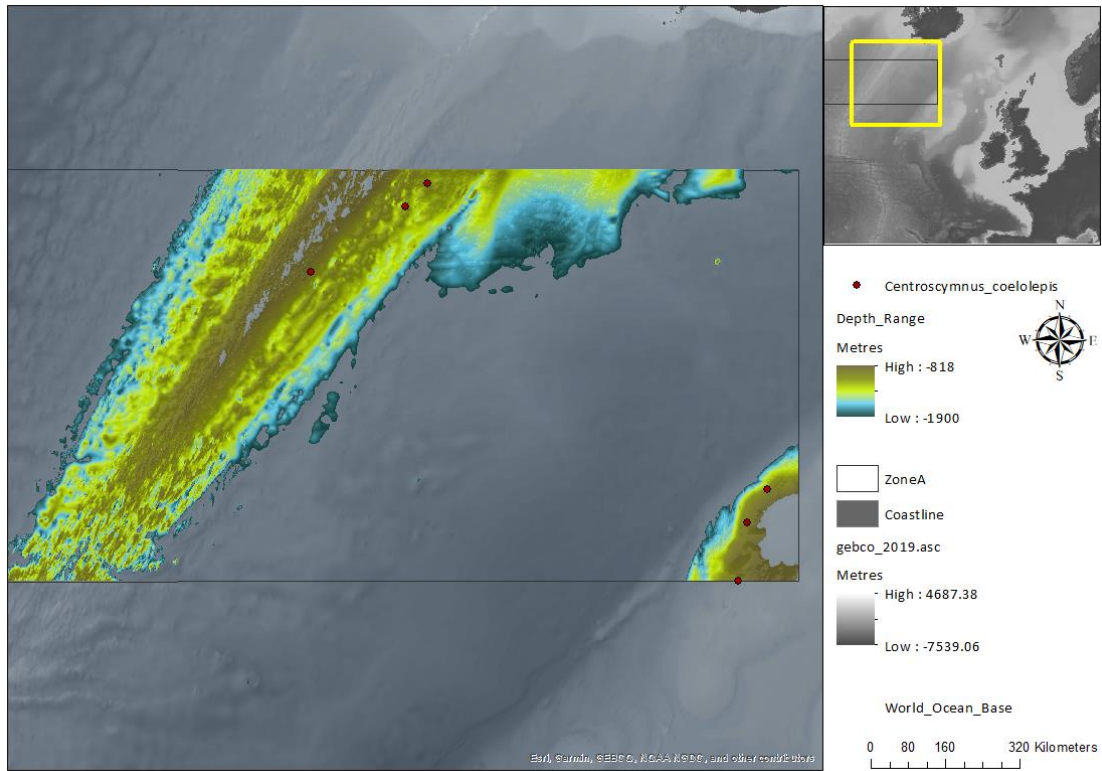 Centroscymnus_coelolepis
Depth_Range
Metres
High : -818
Low : -1900
N
W E
S
ZoneA
Coastline
gebco_2019.asc
Metres
High : 4687.38
Low : -7539.06
World_Ocean_Base
0 80 160 320 Kilometers
Esri, Garmin, GEBCO, NOAA NGDC, and other contributors